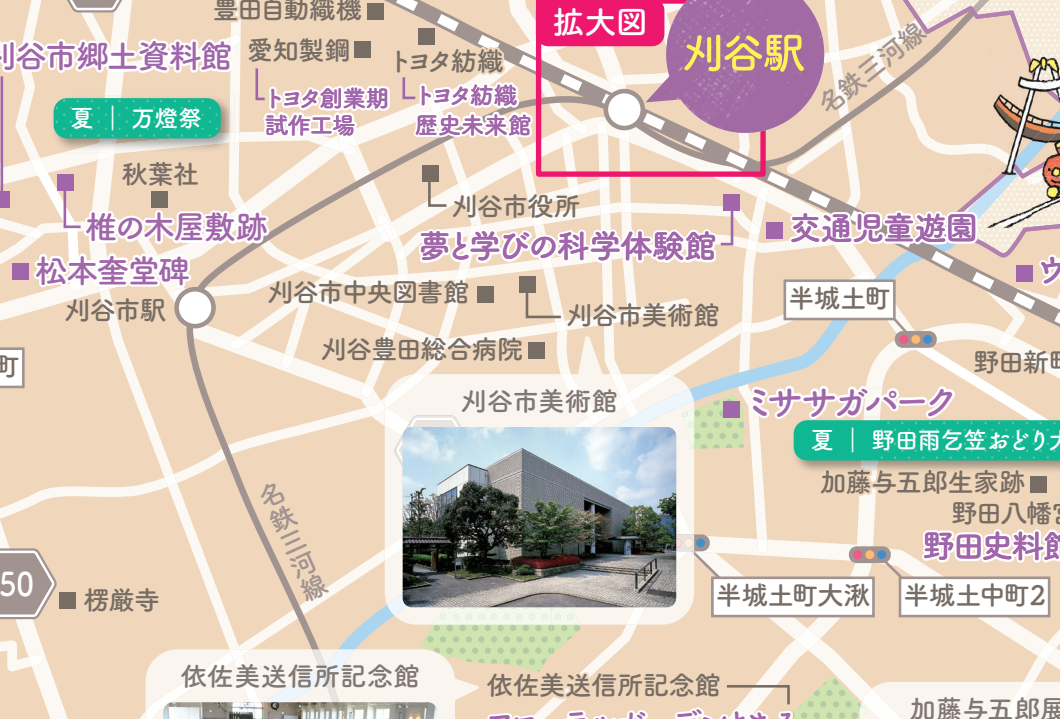 豊田自動織機
拡大図
刈谷駅
刈谷市郷土資料館
愛知製鋼
トヨタ紡織
名鉄三河線
トヨタ創業期
試作工場
トヨタ紡織
歴史未来館
夏｜万燈祭
秋葉社
刈谷市役所
椎の木屋敷跡
夢と学びの科学体験館
交通児童遊園
松本奎堂碑
ウ
刈谷市駅
刈谷市中央図書館
半城土町
刈谷市美術館
刈谷豊田総合病院
町
野田新町
刈谷市美術館
ミササガパーク
夏｜野田雨乞笠おどり大
加藤与五郎生家跡
野田八幡宮
野田史料館
名鉄三河線
50
楞厳寺
半城土町大湫
半城土中町2
依佐美送信所記念館
依佐美送信所記念館
加藤与五郎展